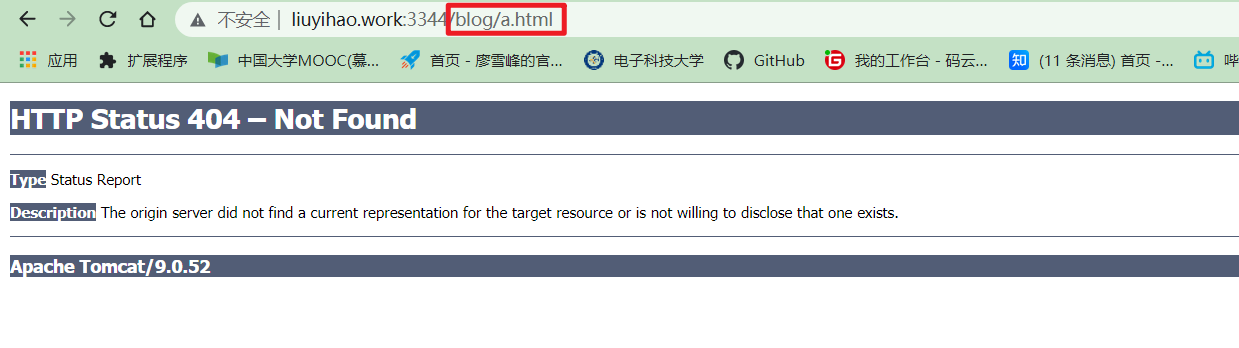 不安全 | liuyihao.work:3344/blog/a.html
应用 扩展程序 中国大学MOOC(慕... 首页 - 廖雪峰的官... 电子科技大学 GitHub 我的工作台 - 码云... 知 (11 条消息) 首页 -... 哔
HTTP Status 404 – Not Found
Type Status Report
Description The origin server did not find a current representation for the target resource or is not willing to disclose that one exists.
Apache Tomcat/9.0.52